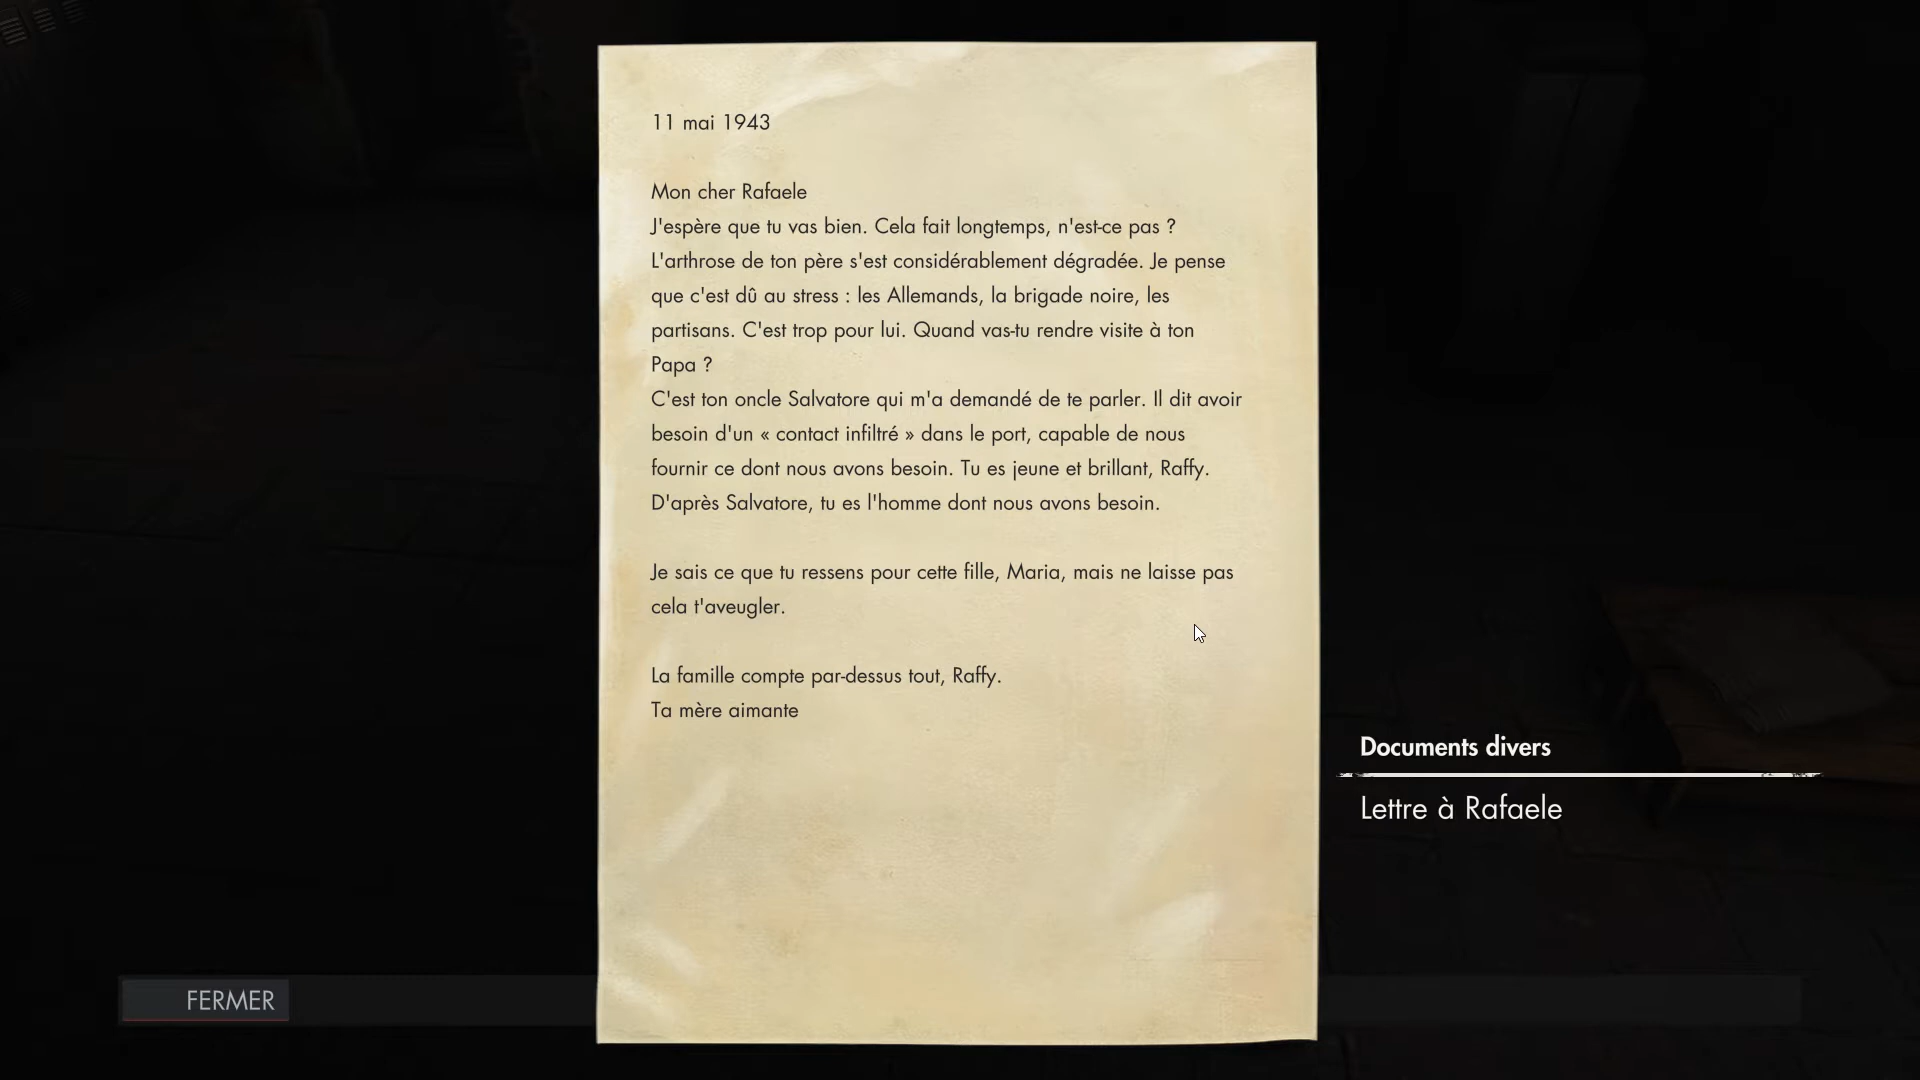 11 mai 1943
Mon cher Rafaele
J'espère que tu vas bien. Cela fait longtemps, n'est-ce pas ?
L'arthrose de ton père s'est considérablement dégradée. Je pense
que c'est dû au stress : les Allemands, la brigade noire, les
partisans. C'est trop pour lui. Quand vas-tu rendre visite à ton
Papa ?
C'est ton oncle Salvatore qui m'a demandé de te parler. Il dit avoir
besoin d'un « contact infiltré » dans le port, capable de nous
fournir ce dont nous avons besoin. Tu es jeune et brillant, Raffy.
D'après Salvatore, tu es l'homme dont nous avons besoin.
Je sais ce que tu ressens pour cette fille, Maria, mais ne laisse pas
cela t'aveugler.
La famille compte par-dessus tout, Raffy.
Ta mère aimante
Documents divers
Lettre à Rafaele
FERMER